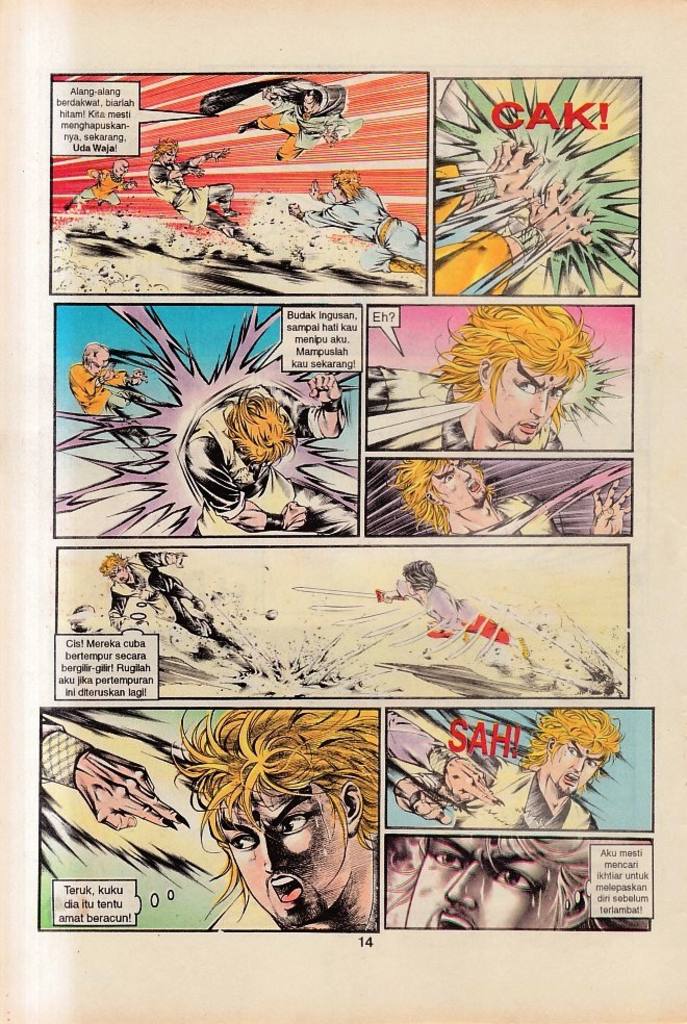 Alang-alang
berdakwat, biarlah
hitam! Kita mesti
menghapuskan-
nya, sekarang,
Uda Waja!
CAK!
Budak ingusan,
sampai hati kau
menipu aku.
Mampuslah
kau sekarang!
Eh?
Cis! Mereka cuba
bertempur secara
bergilir-gilir! Rugilah
aku jika pertempuran
ini diteruskan lagi!
Teruk, kuku
dia itu tentu
amat beracun!
SAH!
Aku mesti
mencari
ikhtiar untuk
melepaskan
diri sebelum
terlambat!
14